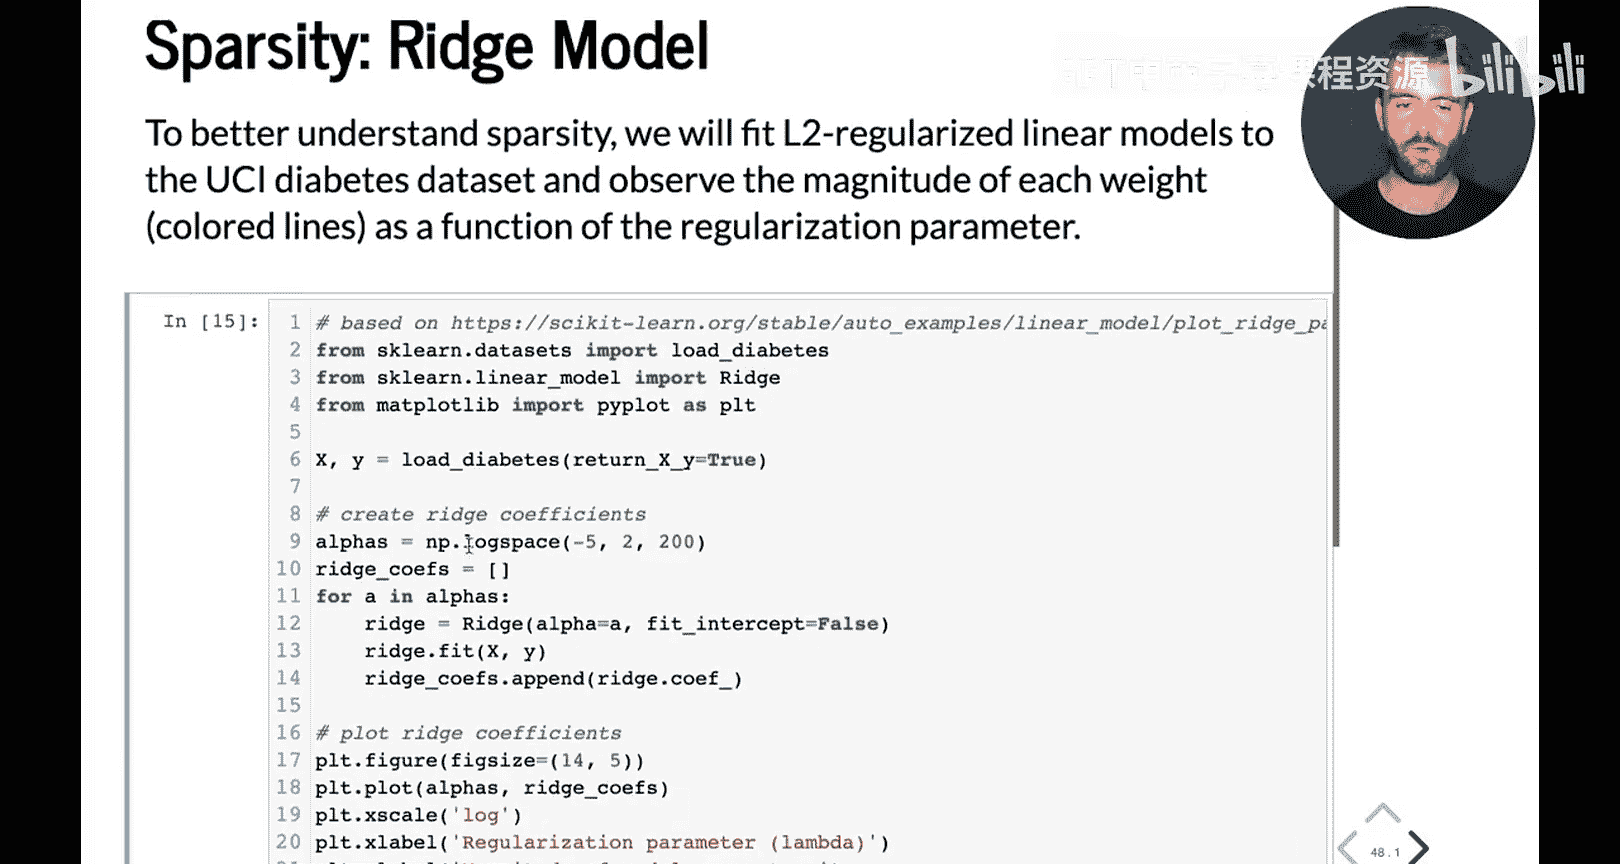 Sparsity: Ridge Model
课程资源 bilibili
To better understand sparsity, we will fit L2-regularized linear models to
the UCI diabetes dataset and observe the magnitude of each weight
(colored lines) as a function of the regularization parameter.
In [15]:
1 # based on https://scikit-learn.org/stable/auto_examples/linear_model/plot_ridge_pa
2 from sklearn.datasets import load_diabetes
3 from sklearn.linear_model import Ridge
4 from matplotlib import pyplot as plt
5
6 X, y = load_diabetes(return_X_y=True)
7
8 # create ridge coefficients
9 alphas = np.logspace(-5, 2, 200)
10 ridge_coefs = []
11 for a in alphas:
12 ridge = Ridge(alpha=a, fit_intercept=False)
13 ridge.fit(X, y)
14 ridge_coefs.append(ridge.coef_)
15
16 # plot ridge coefficients
17 plt.figure(figsize=(14, 5))
18 plt.plot(alphas, ridge_coefs)
19 plt.xscale('log')
20 plt.xlabel('Regularization parameter (lambda)')
48.1